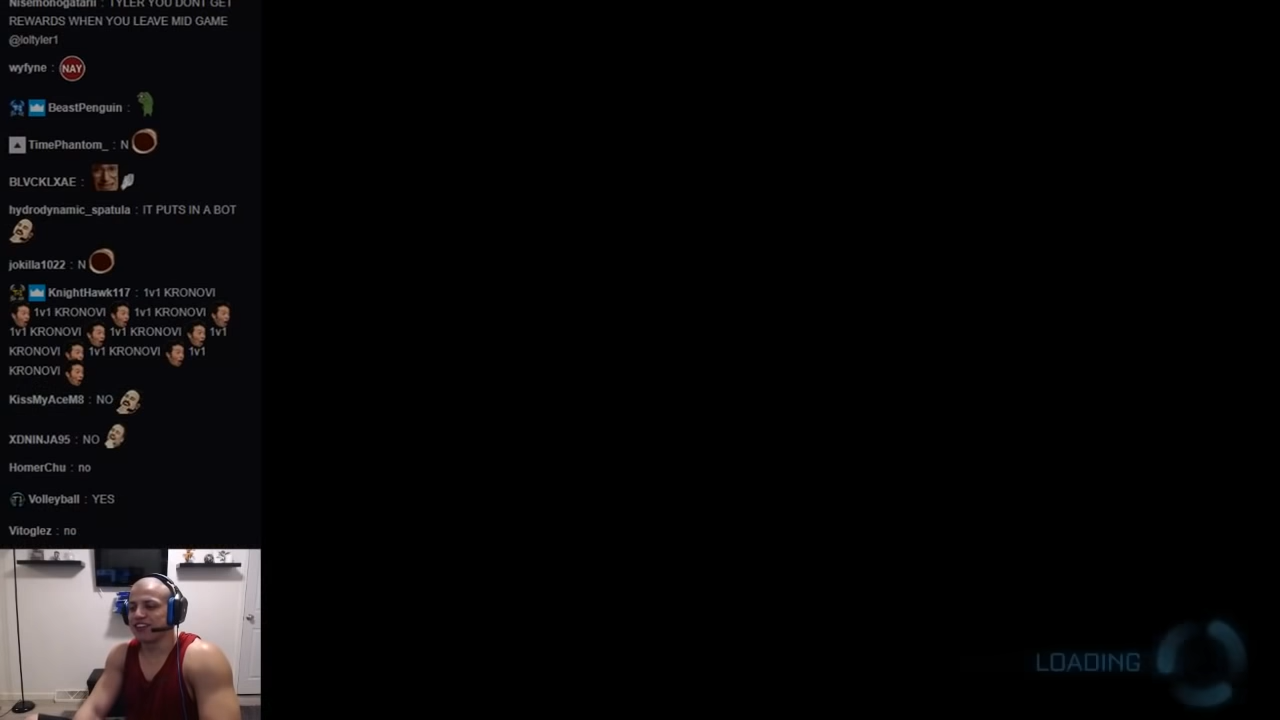 Nisemonogatarii : TYLER YOU DONT GET
REWARDS WHEN YOU LEAVE MID GAME
@loltyler1
wyfyne : NAY
BeastPenguin :
TimePhantom_ : N
BLVCKLXAE :
hydrodynamic_spatula : IT PUTS IN A BOT
jokilla1022 : N
KnightHawk117 : 1v1 KRONOVI
1v1 KRONOVI 1v1 KRONOVI
1v1 KRONOVI 1v1 KRONOVI 1v1
KRONOVI 1v1 KRONOVI 1v1
KRONOVI
KissMyAceM8 : NO
XDNINJA95 : NO
HomerChu : no
Volleyball : YES
Vitoglez : no
LOADING